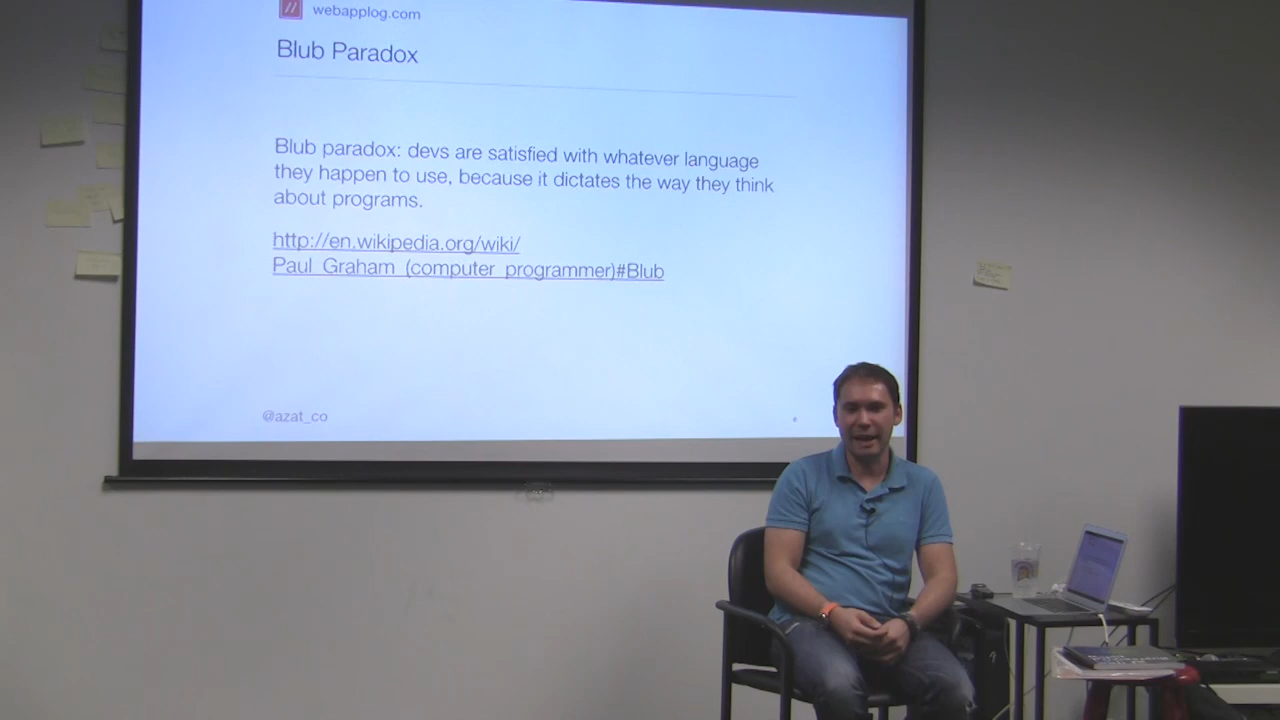 webapplog.com
Blub Paradox
Blub paradox: devs are satisfied with whatever language
they happen to use, because it dictates the way they think
about programs.
http://en.wikipedia.org/wiki/
Paul_Graham_(computer_programmer)#Blub
@azat_co